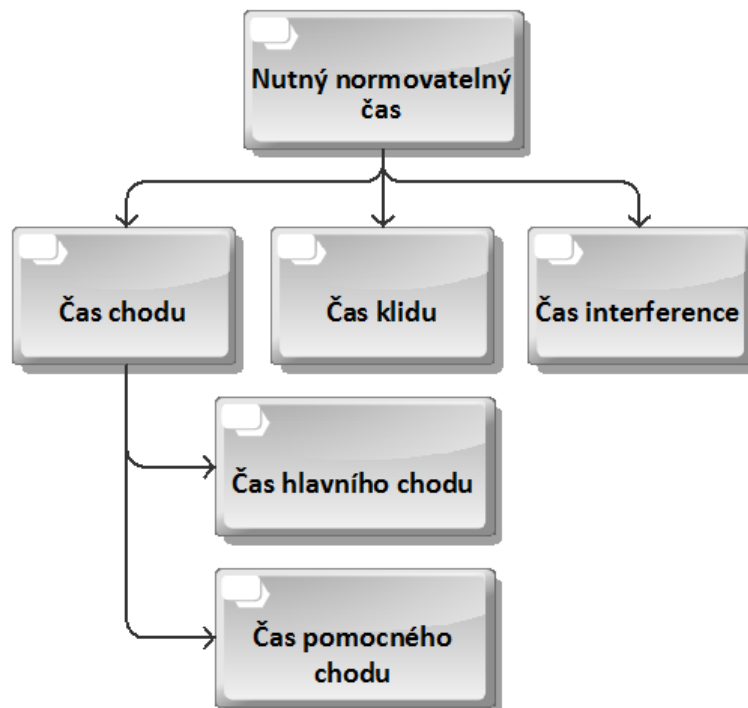 Nutný normovatelný
čas
Čas chodu
Čas klidu
Čas interference
Čas hlavního chodu
Čas pomocného
chodu